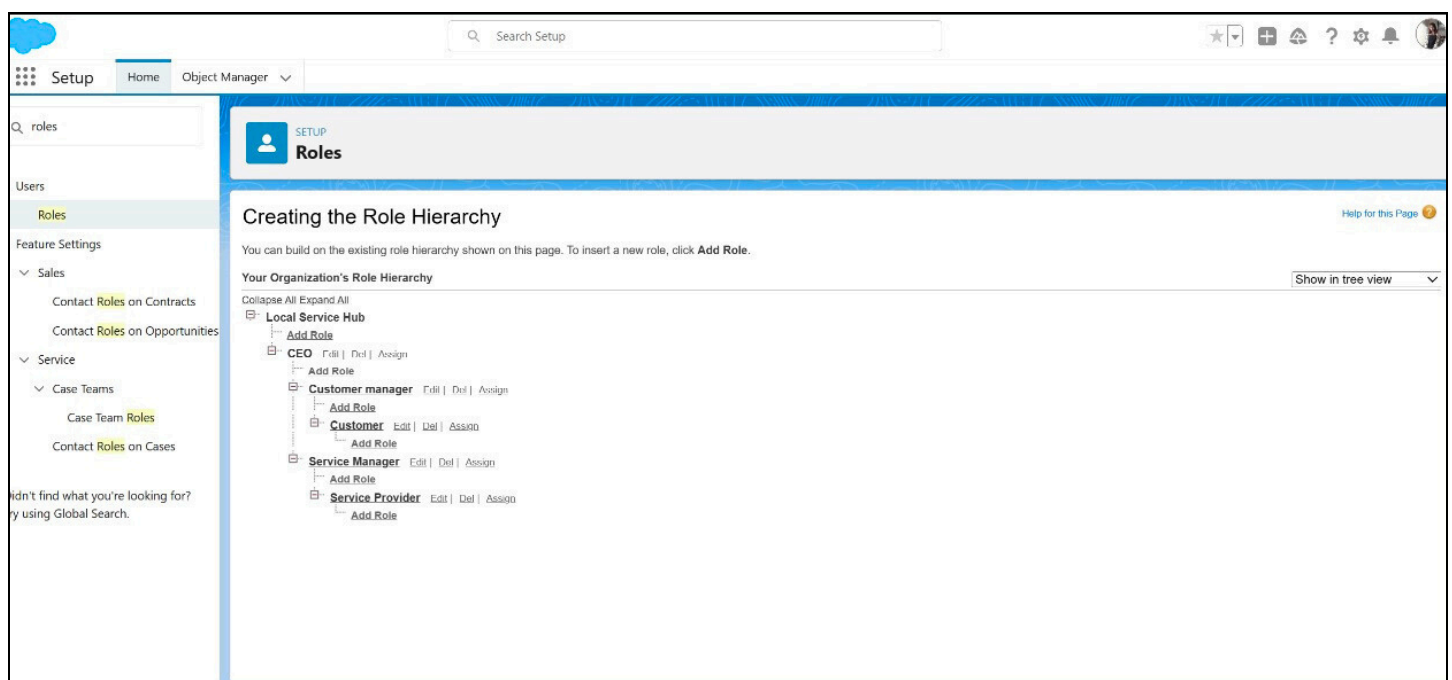 Search Setup
Setup Home Object Manager
roles
SETUP
Roles
Users
Roles
Feature Settings
Sales
Contact Roles on Contracts
Contact Roles on Opportunities
Service
Case Teams
Case Team Roles
Contact Roles on Cases
idn't find what you're looking for?
ry using Global Search.
Creating the Role Hierarchy
Help for this Page
You can build on the existing role hierarchy shown on this page. To insert a new role, click Add Role.
Your Organization's Role Hierarchy
Show in tree view
Collapse All Expand All
Local Service Hub
Add Role
CEO Edit | Del | Assign
Add Role
Customer manager Edit | Del | Assign
Add Role
Customer Edit | Del | Assign
Add Role
Service Manager Edit | Del | Assign
Add Role
Service Provider Edit | Del | Assign
Add Role